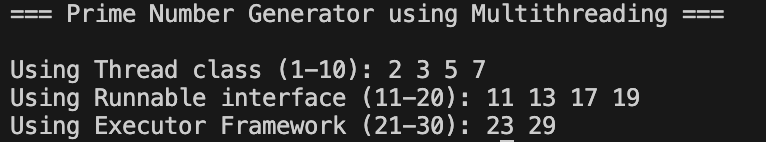 === Prime Number Generator using Multithreading ===
Using Thread class (1-10): 2 3 5 7
Using Runnable interface (11-20): 11 13 17 19
Using Executor Framework (21-30): 23 29